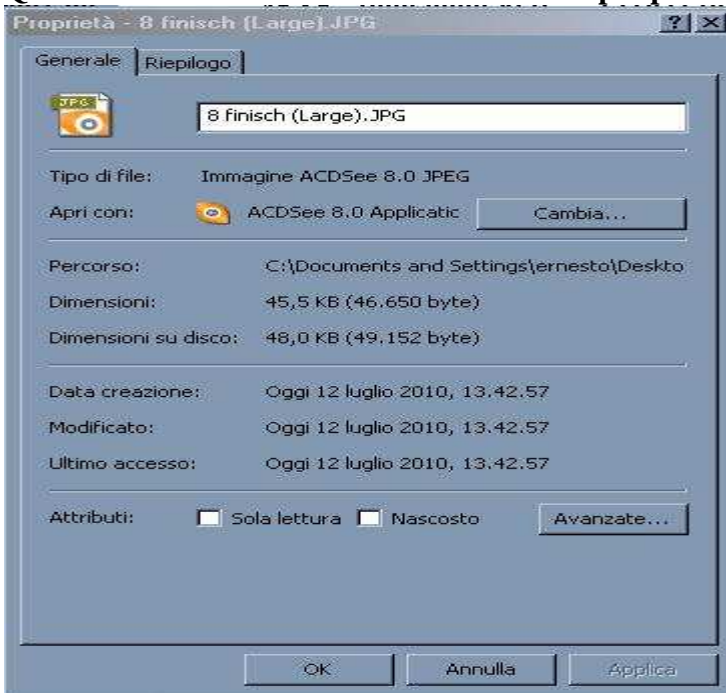 Proprietà - 8 finisch (Large).JPG
Generale Riepilogo
JPG
8 finisch (Large).JPG
Tipo di file: Immagine ACDSee 8.0 JPEG
Apri con: ACDSee 8.0 Applicatic Cambia...
Percorso: C:\Documents and Settings\ernesto\Deskto
Dimensioni: 45,5 KB (46.650 byte)
Dimensioni su disco: 48,0 KB (49.152 byte)
Data creazione: Oggi 12 luglio 2010, 13.42.57
Modificato: Oggi 12 luglio 2010, 13.42.57
Ultimo accesso: Oggi 12 luglio 2010, 13.42.57
Attributi: Sola lettura Nascosto Avanzate...
OK Annulla Applica